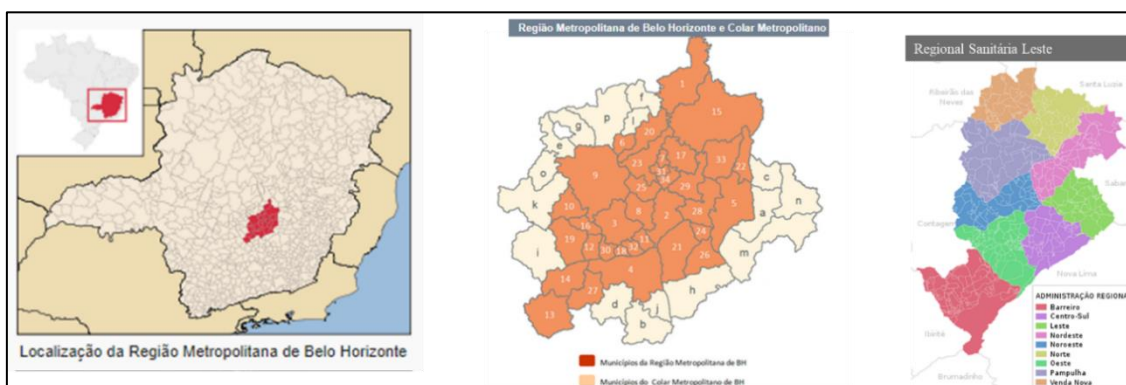 Localização da Região Metropolitana de Belo Horizonte
Região Metropolitana de Belo Horizonte e Colar Metropolitano
1
15
f
p
l
g
20
6
e
7
17
33
22
23
9
o
25
29
c
k
10
5
n
3
8
2
28
a
16
24
19
12
30
18
32
11
21
26
m
i
4
14
27
h
d
13
b
Municípios da Região Metropolitana de BH
Municípios do Colar Metropolitano de BH
Regional Sanitária Leste
Santa Luzia
Ribeirão das
Neves
Sabará
Contagem
Nova Lima
Ibirité
Brumadinho
ADMINISTRAÇÃO REGIONAL
Barreiro
Centro-Sul
Leste
Nordeste
Noroeste
Norte
Oeste
Pampulha
Venda Nova